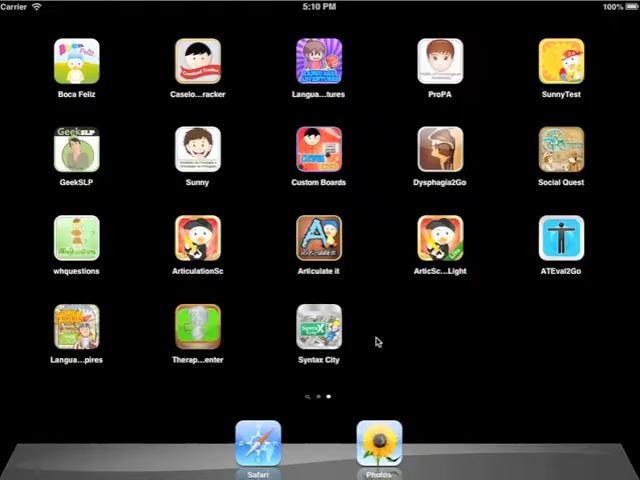 Carrier 5:10 PM 100%
Boca Feliz Caselo...racker Langua...tures ProPA SunnyTest
GeekSLP
GeekSLP Sunny Custom Boards Dysphagia2Go Social Quest
whquestions ArticulationSc Articulate it ArticSc...Light ATEval2Go
Langua...pires Therap...enter Syntax City
Safari Photos